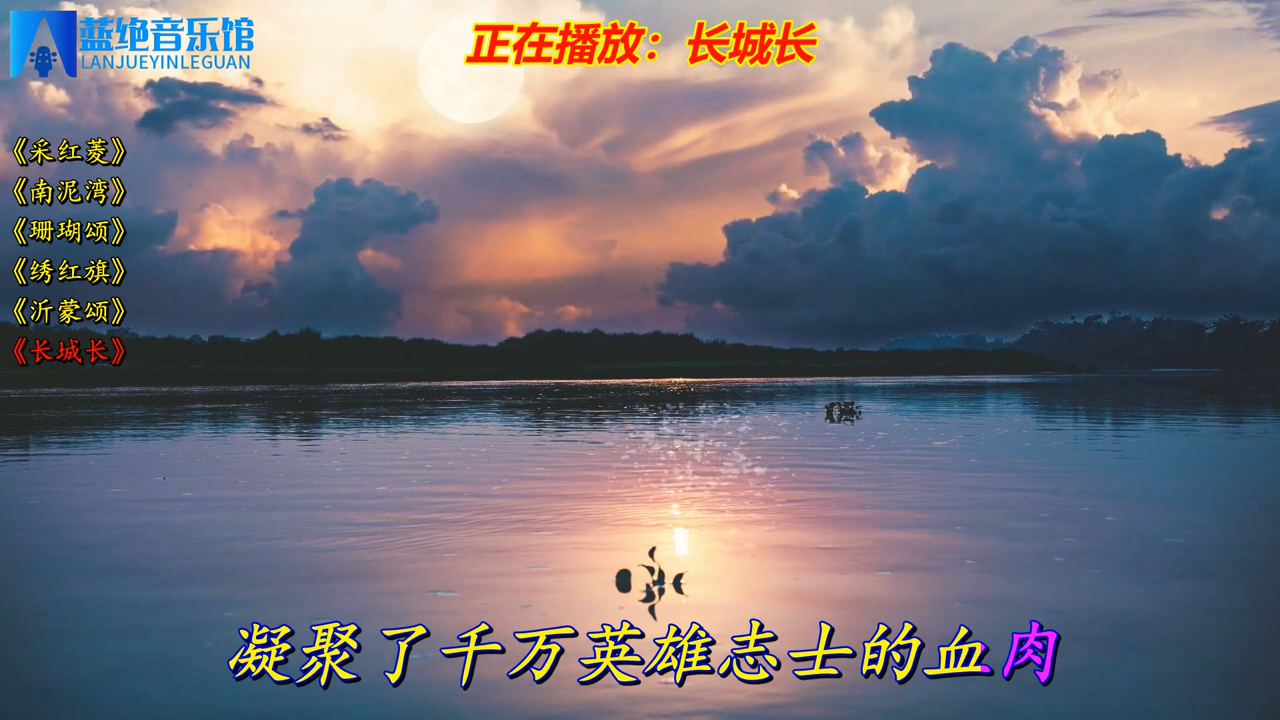 蓝绝音乐馆
LANJUEYINLEGUAN
正在播放：长城长
《采红菱》
《南泥湾》
《珊瑚颂》
《绣红旗》
《沂蒙颂》
《长城长》
凝聚了千万英雄志士的血肉